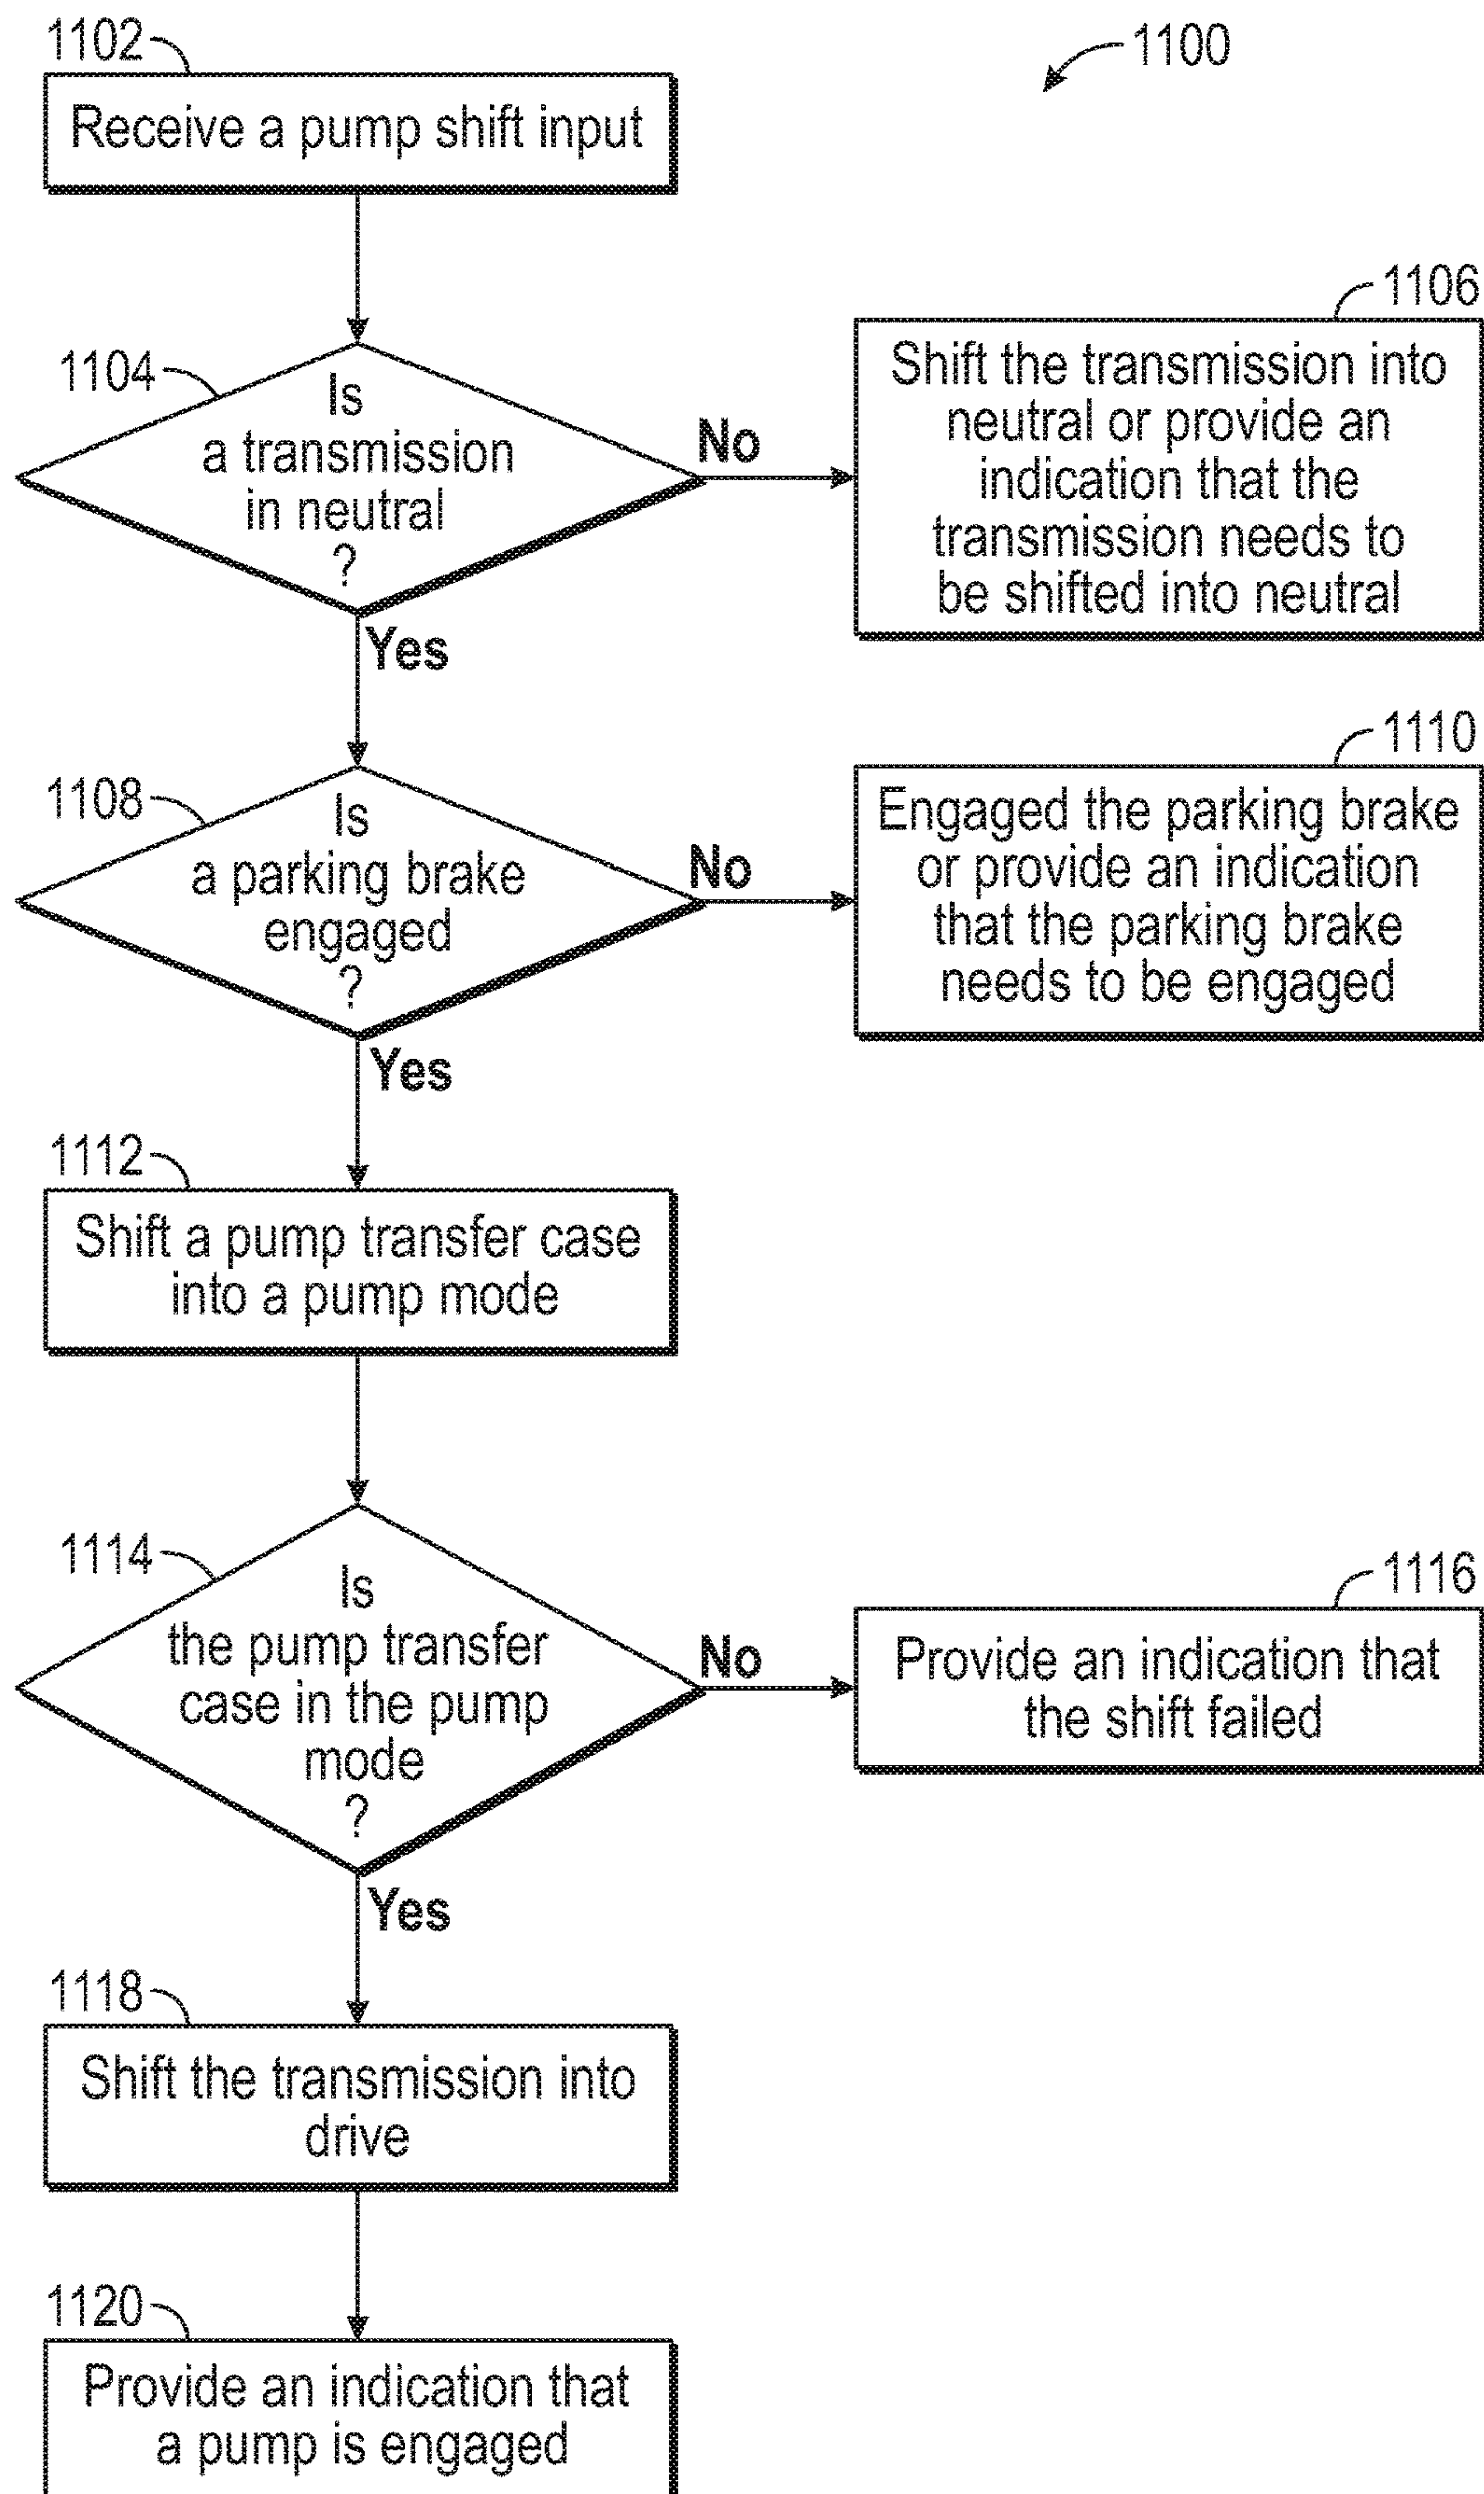 1102
1100
Receive a pump shift input
1106
1104
Is
a transmission
in neutral
?
No
Shift the transmission into
neutral or provide an
indication that the
transmission needs to
be shifted into neutral
Yes
1108
Is
a parking brake
engaged
?
No
1110
Engaged the parking brake
or provide an indication
that the parking brake
needs to be engaged
Yes
1112
Shift a pump transfer case
into a pump mode
1114
Is
the pump transfer
case in the pump
mode
?
No
1116
Provide an indication that
the shift failed
Yes
1118
Shift the transmission into
drive
1120
Provide an indication that
a pump is engaged